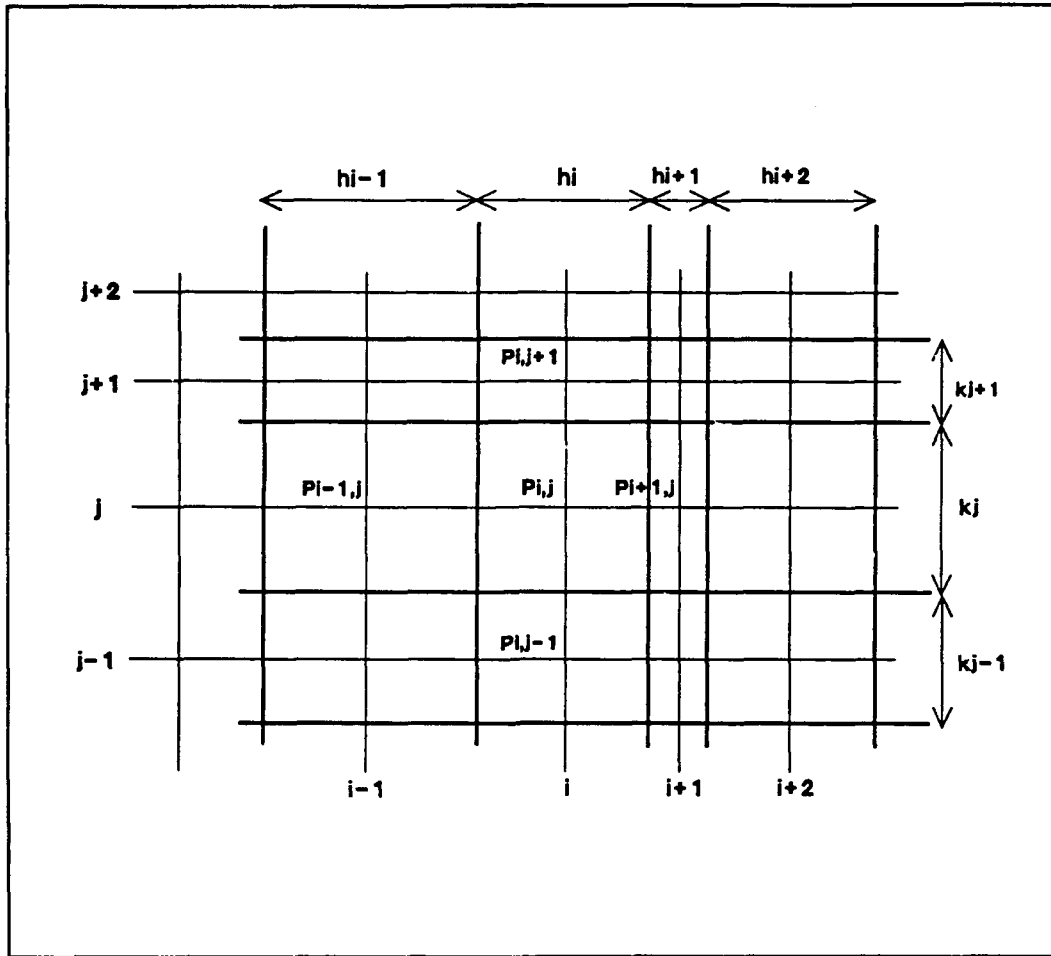 hi-1 hi hi+1 hi+2
j+2
Pi,j+1
j+1 kj+1
Pi-1,j Pi,j Pi+1,j
j kj
Pi,j-1
j-1 kj-1
i-1 i i+1 i+2